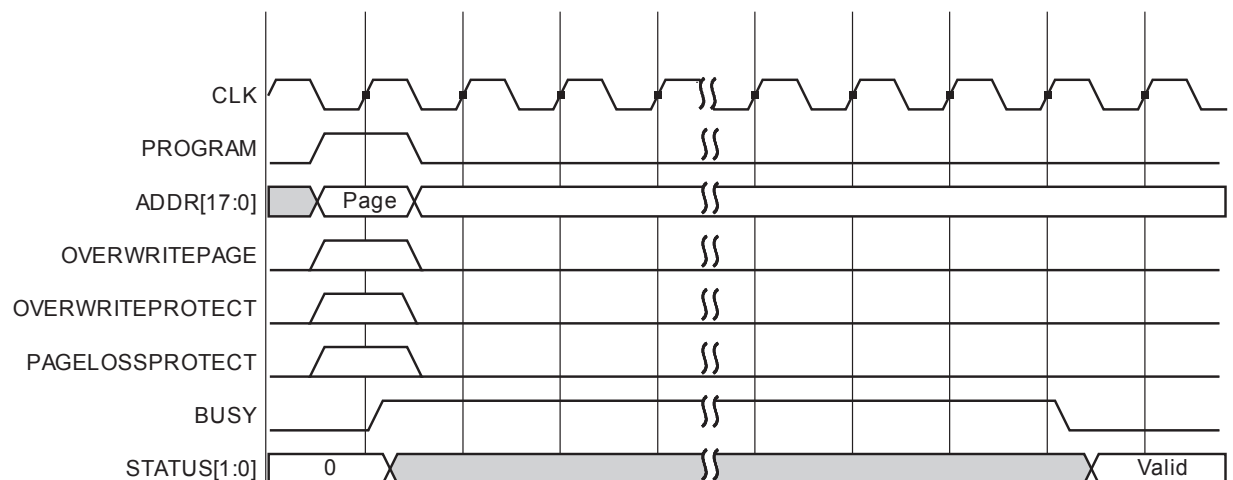 CLK
PROGRAM
ADDR[17:0] Page
OVERWRITEPAGE
OVERWRITEPROTECT
PAGELOSSPROTECT
BUSY
STATUS[1:0] 0 Valid